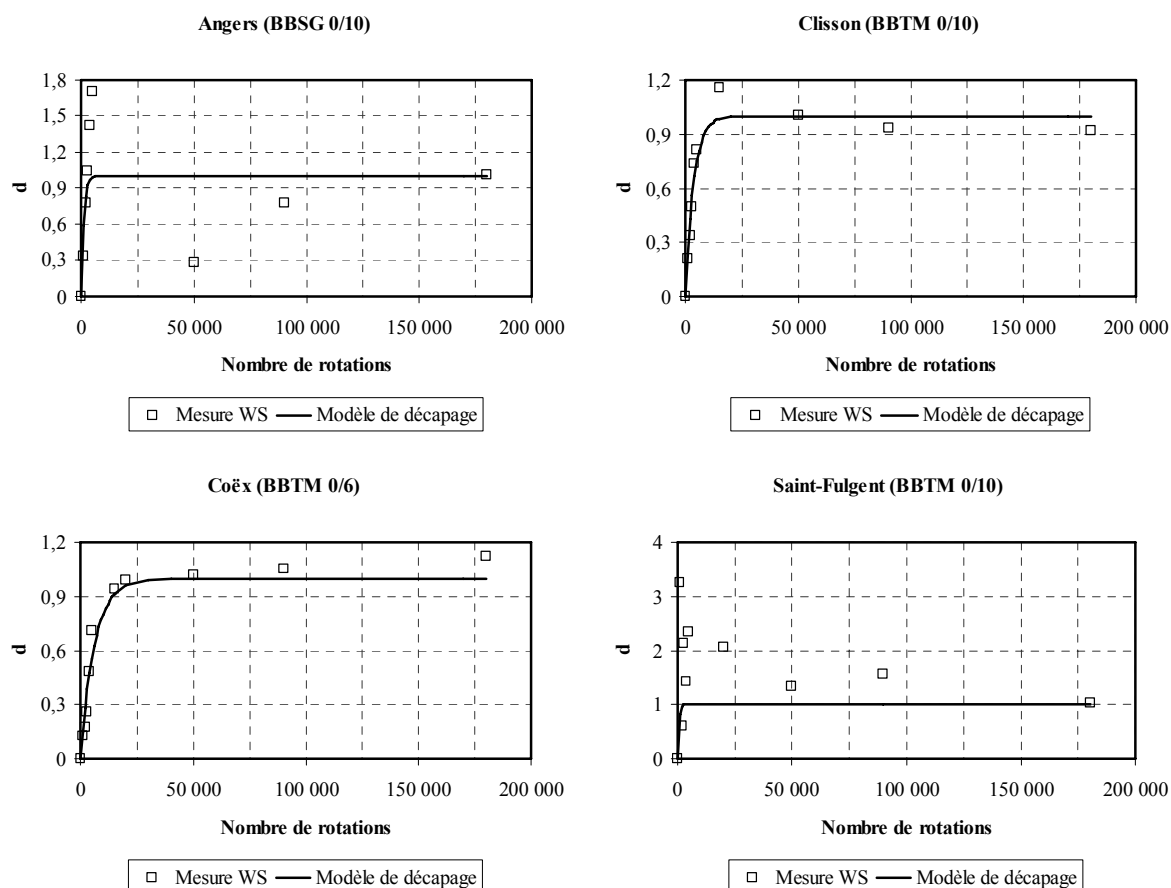 Angers (BBSG 0/10)
d
1,8
1,5
1,2
0,9
0,6
0,3
0
0 50 000 100 000 150 000 200 000
Nombre de rotations
Mesure WS Modèle de décapage
Clisson (BBTM 0/10)
d
1,2
0,9
0,6
0,3
0
0 50 000 100 000 150 000 200 000
Nombre de rotations
Mesure WS Modèle de décapage
Coëx (BBTM 0/6)
d
1,2
0,9
0,6
0,3
0
0 50 000 100 000 150 000 200 000
Nombre de rotations
Mesure WS Modèle de décapage
Saint-Fulgent (BBTM 0/10)
d
4
3
2
1
0
0 50 000 100 000 150 000 200 000
Nombre de rotations
Mesure WS Modèle de décapage